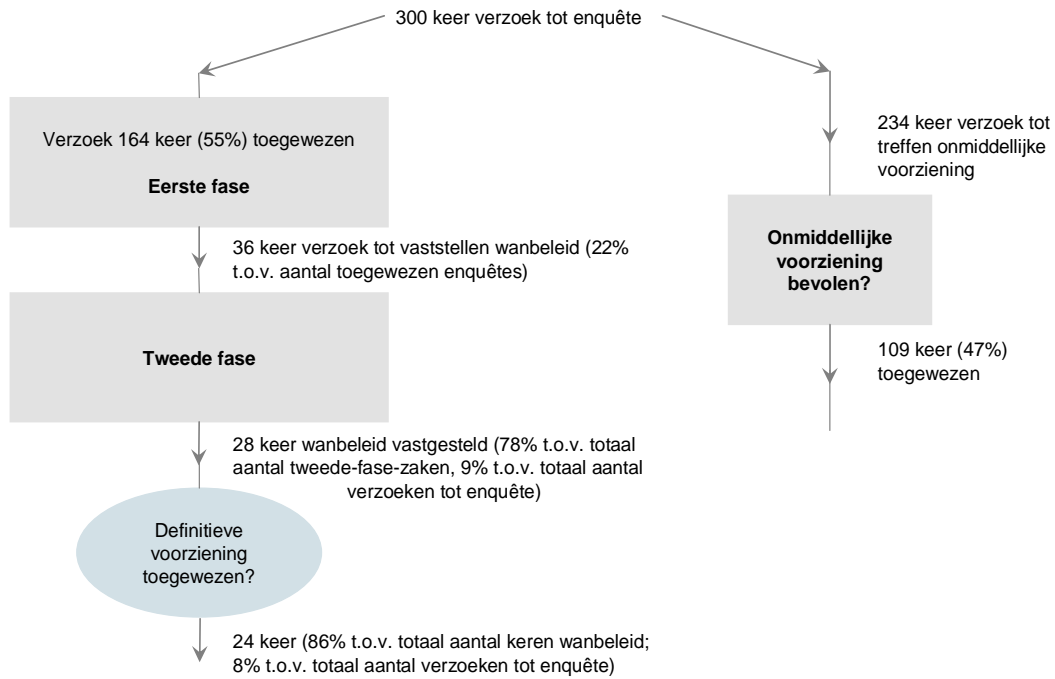 300 keer verzoek tot enquête
Verzoek 164 keer (55%) toegewezen
Eerste fase
36 keer verzoek tot vaststellen wanbeleid (22%
t.o.v. aantal toegewezen enquêtes)
Tweede fase
28 keer wanbeleid vastgesteld (78% t.o.v. totaal
aantal tweede-fase-zaken, 9% t.o.v. totaal aantal
verzoeken tot enquête)
Definitieve
voorziening
toegewezen?
24 keer (86% t.o.v. totaal aantal keren wanbeleid;
8% t.o.v. totaal aantal verzoeken tot enquête)
234 keer verzoek tot
treffen onmiddellijke
voorziening
Onmiddellijke
voorziening
bevolen?
109 keer (47%)
toegewezen